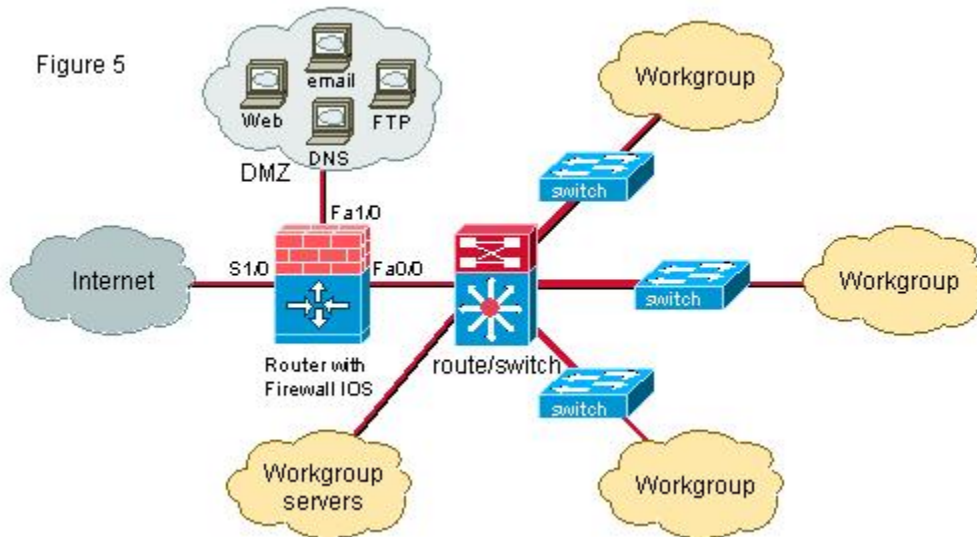 Figure 5
email
Web
FTP
DNS
DMZ
Workgroup
switch
Fa1/0
Internet
S1/0
Fa0/0
switch
Workgroup
Router with
Firewall IOS
route/switch
switch
Workgroup
servers
Workgroup